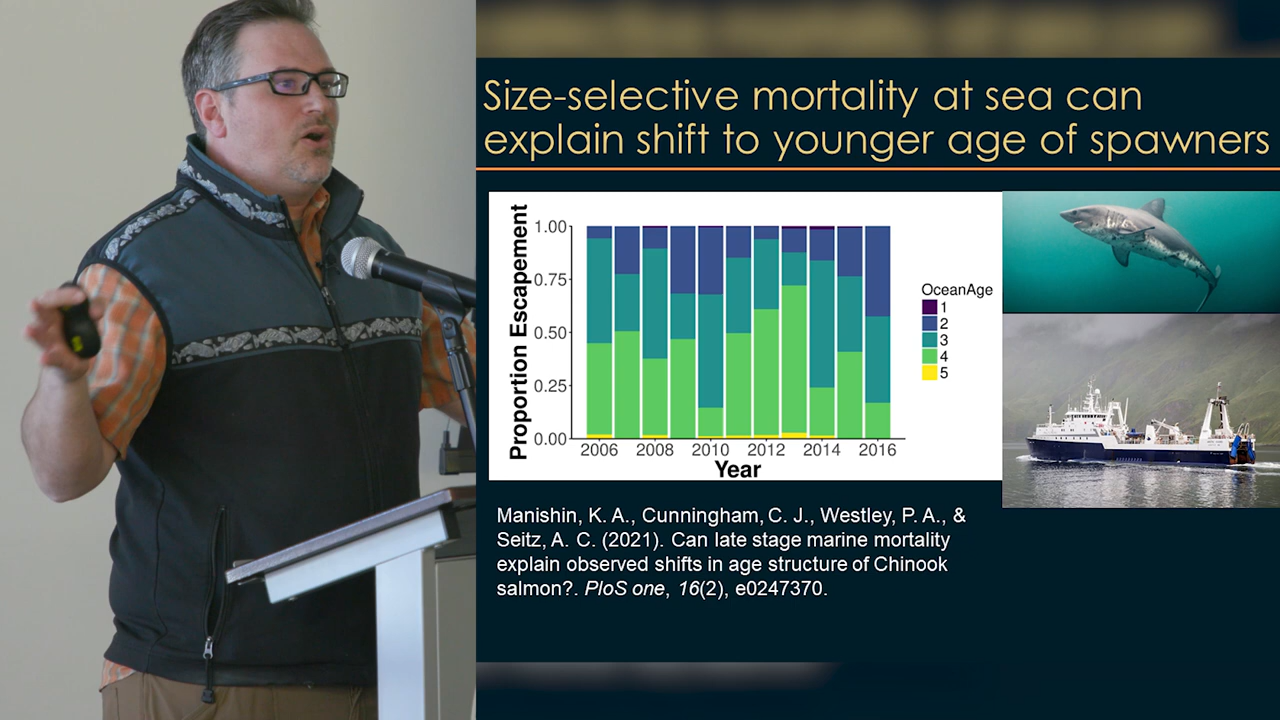 Size-selective mortality at sea can
explain shift to younger age of spawners
Proportion Escapement
1.00
0.75
0.50
0.25
0.00
2006 2008 2010 2012 2014 2016
Year
OceanAge
1
2
3
4
5
Manishin, K. A., Cunningham, C. J., Westley, P. A., &
Seitz, A. C. (2021). Can late stage marine mortality
explain observed shifts in age structure of Chinook
salmon?. PloS one, 16(2), e0247370.